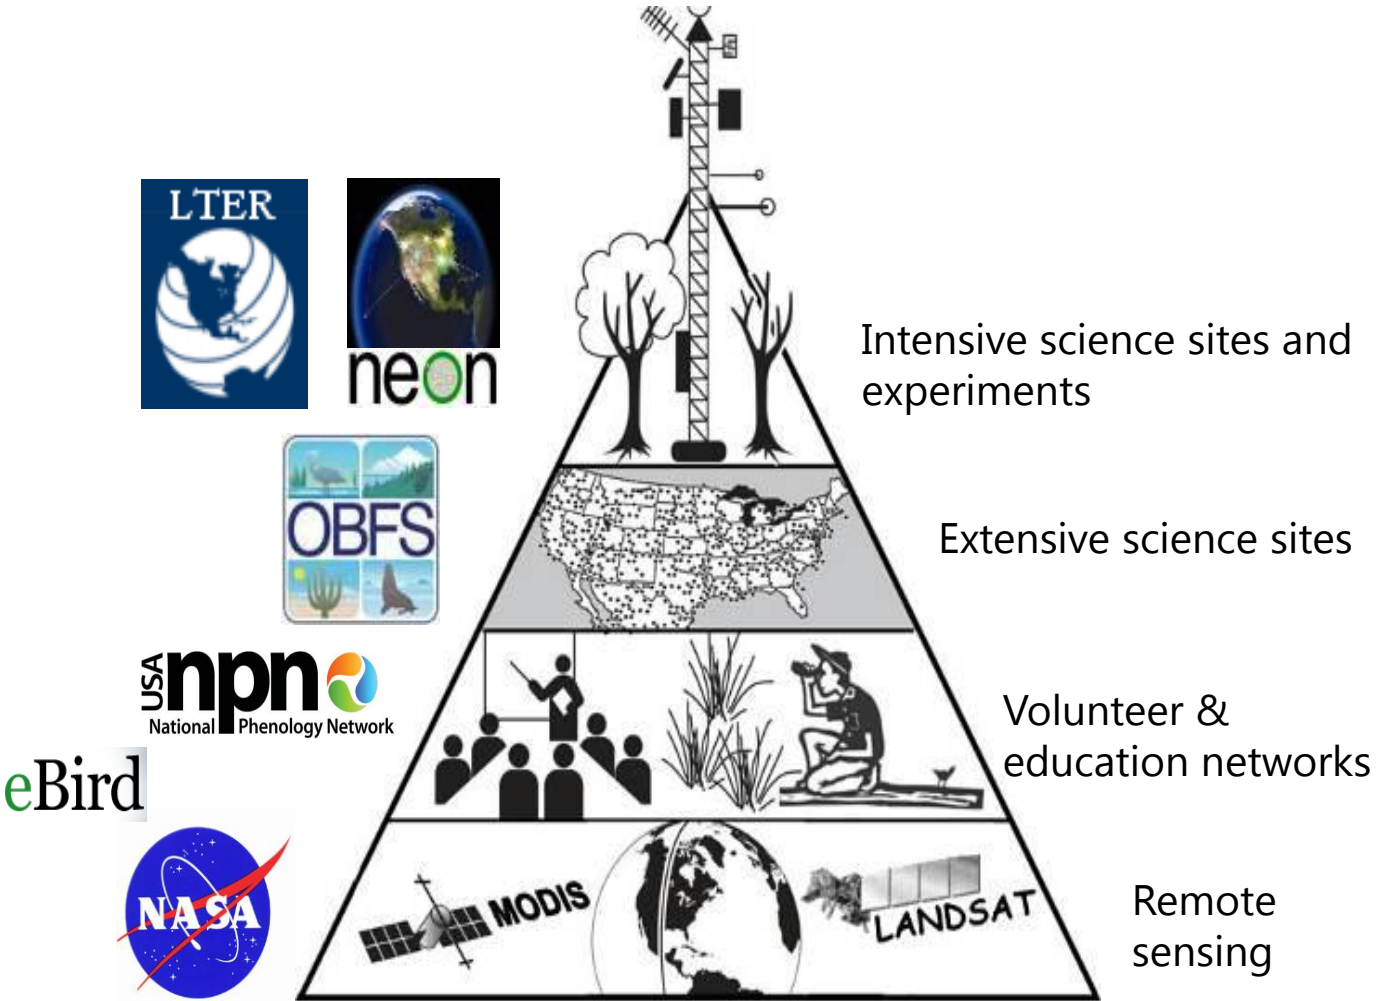 LTER
neon
Intensive science sites and
experiments
OBFS
Extensive science sites
USA
npn
National Phenology Network
Volunteer &
education networks
eBird
NASA
MODIS
LANDSAT
Remote
sensing